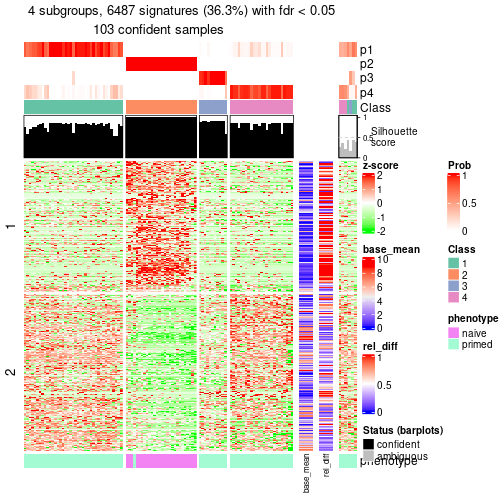 4 subgroups, 6487 signatures (36.3%) with fdr < 0.05
103 confident samples
p1
p2
p3
p4
Class
1
0.5
0
Silhouette
score
1
2
z-score
2
1
0
-1
-2
base_mean
10
8
6
4
2
0
rel_diff
1
0.5
0
Status (barplots)
confident
ambiguous
Prob
1
0.5
0
Class
1
2
3
4
phenotype
naive
primed
base_mean
rel_diff
phenotype